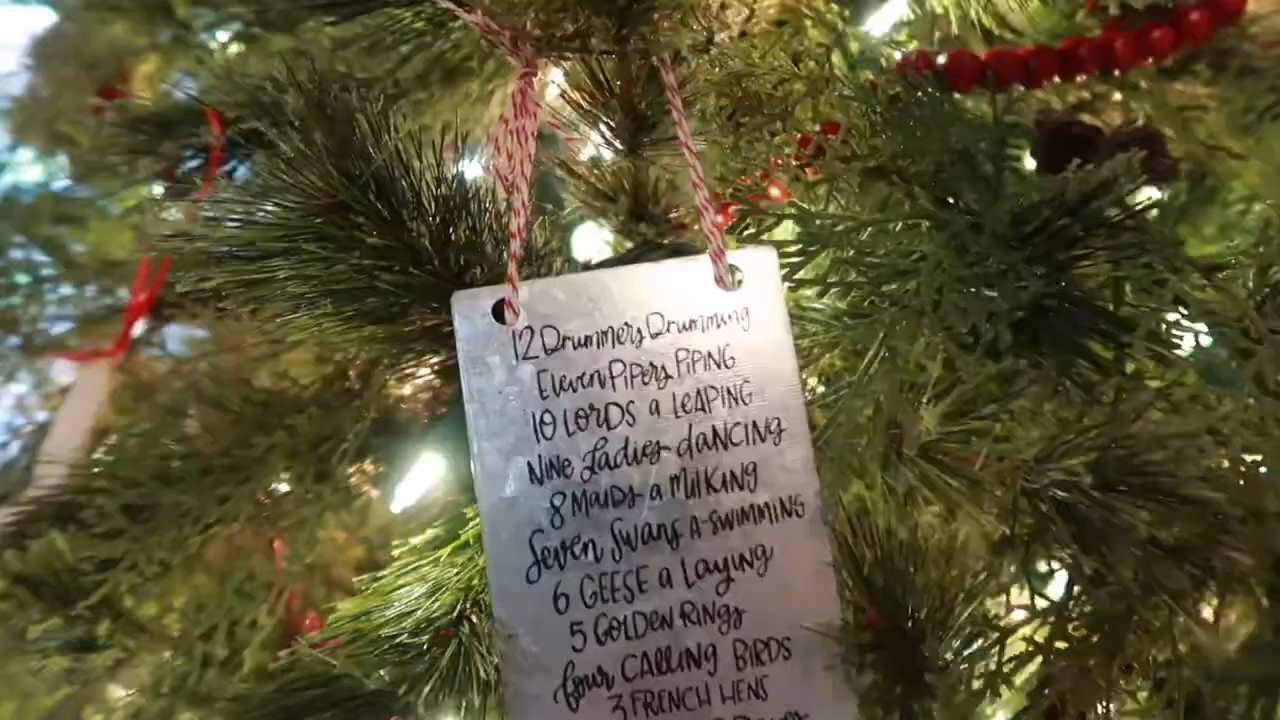 12 Drummers Drumming
Eleven PiPers PiPING
10 LORDS a LEAPING
NINe Ladies dANCING
8 MaIDS a MilKING
Seven Swans A-SWIMMING
6 GEESE a Laying
5 GOLDEN RINGS
four CALLING BIRDS
3 FRENCH HENS